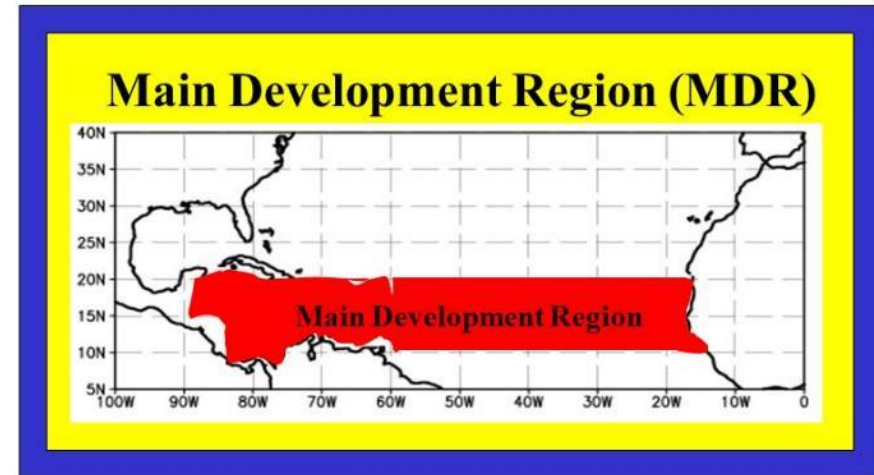 Main Development Region (MDR)
40N
35N
30N
25N
20N
Main Development Region
15N
10N
5N
100W 90W 80W 70W 60W 50W 40W 30W 20W 10W 0